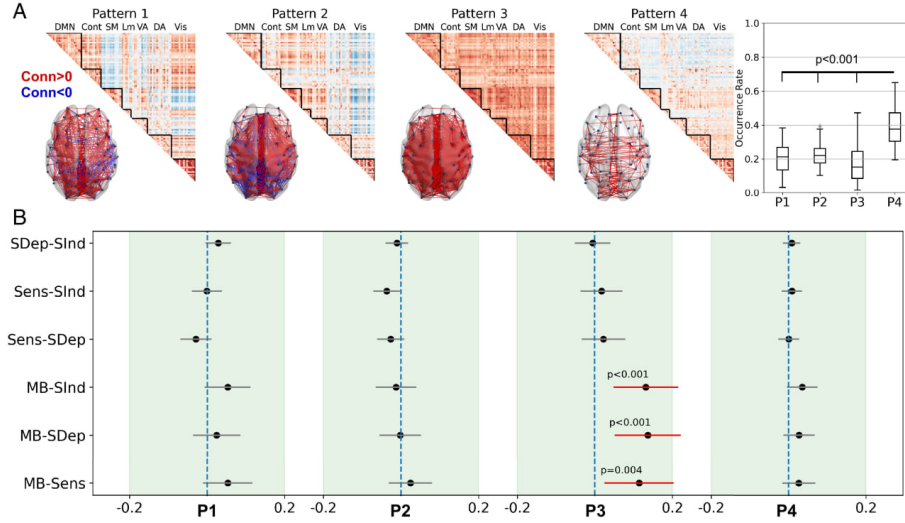 A
Pattern 1
Pattern 2
Pattern 3
Pattern 4
DMN Cont SM Lm VA DA Vis
DMN Cont SM Lm VA DA Vis
DMN Cont SM Lm VA DA Vis
DMN Cont SM Lm VA DA Vis
Conn>0
Conn<0
Occurrence Rate
1.0
0.8
0.6
0.4
0.2
0.0
p<0.001
P1 P2 P3 P4
B
SDep-SInd
Sens-SInd
Sens-SDep
MB-SInd
MB-SDep
MB-Sens
p<0.001
p<0.001
p=0.004
-0.2 P1 0.2
-0.2 P2 0.2
-0.2 P3 0.2
-0.2 P4 0.2